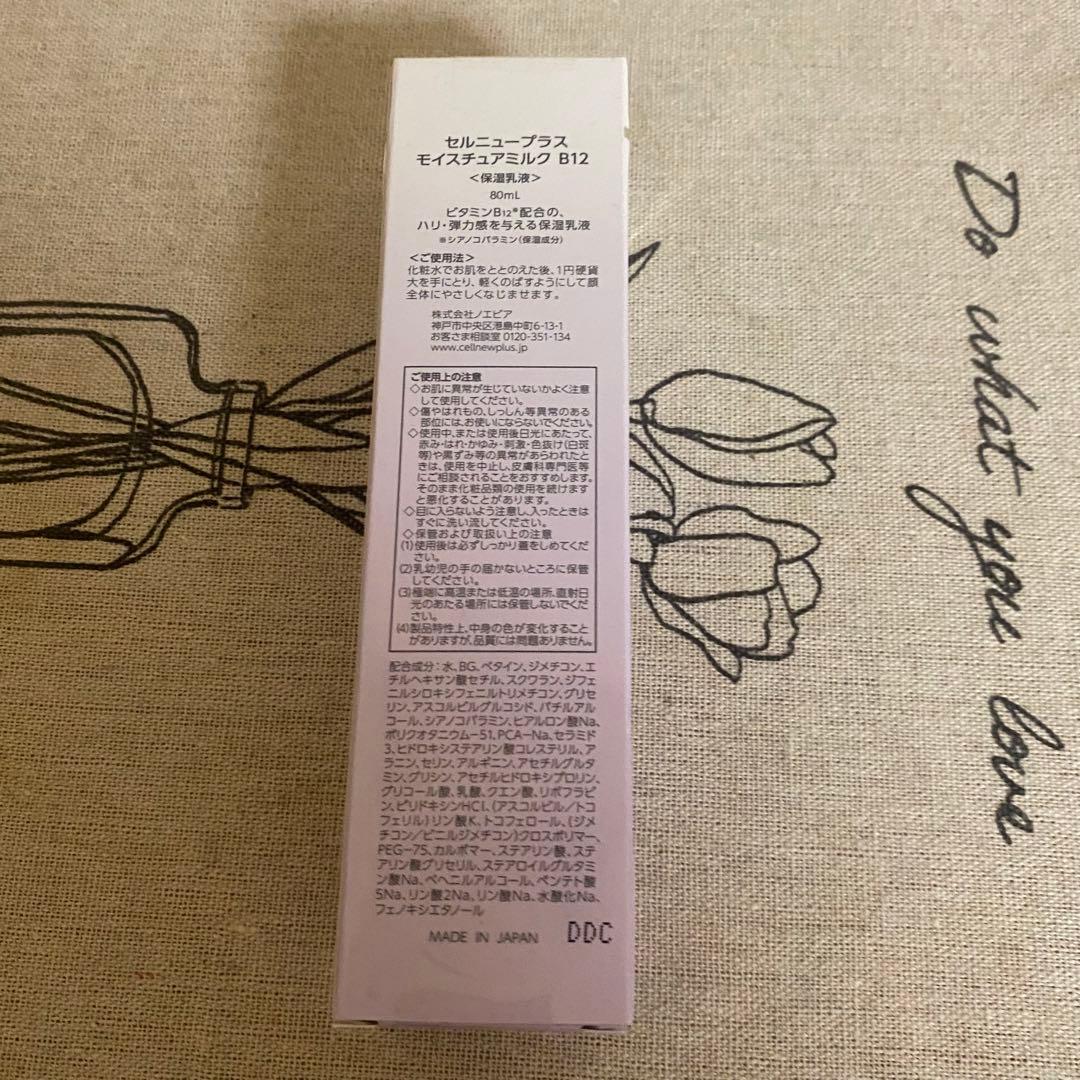 セルニュープラス
モイスチュアミルク B12
＜保湿乳液＞
80mL
ビタミンB12※配合の、
ハリ・弾力感を与える保湿乳液
※シアノコバラミン(保湿成分)
＜ご使用法＞
化粧水でお肌をととのえた後、1円硬貨
大を手にとり、軽くのばすようにして顔
全体にやさしくなじませます。
株式会社ノエビア
神戸市中央区港島中町6-13-1
お客さま相談室 0120-351-134
www.cellnewplus.jp
ご使用上の注意
◇お肌に異常が生じていないかよく注意
して使用してください。
◇傷やはれもの、しっしん等異常のある
部位には、お使いにならないでください。
◇使用中、または使用後日光にあたって、
赤み・はれ・かゆみ・刺激・色抜け(白斑
等)や黒ずみ等の異常があらわれたと
きは、使用を中止し、皮膚科専門医等
にご相談されることをおすすめします。
そのまま化粧品類の使用を続けます
と悪化することがあります。
◇目に入らないよう注意し、入ったときは
すぐに洗い流してください。
◇保管および取扱い上の注意
(1)使用後は必ずしっかり蓋をしめてくだ
さい。
(2)乳幼児の手の届かないところに保管
してください。
(3)極端に高温または低温の場所、直射日
光のあたる場所には保管しないでくだ
さい。
(4)製品特性上、中身の色が変化すること
がありますが、品質には問題ありません。
配合成分：水、BG、ベタイン、ジメチコン、エ
チルヘキサン酸セチル、スクワラン、ジフェ
ニルシロキシフェニルトリメチコン、グリセ
リン、アスコルビルグルコシド、バチルアル
コール、シアノコバラミン、ヒアルロン酸Na、
ポリクオタニウム-51、PCA-Na、セラミド
3、ヒドロキシステアリン酸コレステリル、ア
ラニン、セリン、アルギニン、アセチルグルタ
ミン、グリシン、アセチルヒドロキシプロリン、
グリコール酸、乳酸、クエン酸、リボフラビ
ン、ピリドキシンHCl、(アスコルビル/トコ
フェリル)リン酸K、トコフェロール、(ジメ
チコン/ビニルジメチコン)クロスポリマー、
PEG-75、カルボマー、ステアリン酸、ステ
アリン酸グリセリル、ステアロイルグルタミ
ン酸Na、ベヘニルアルコール、ペンテト酸
5Na、リン酸2Na、リン酸Na、水酸化Na、
フェノキシエタノール
MADE IN JAPAN
DDC
Do what you love